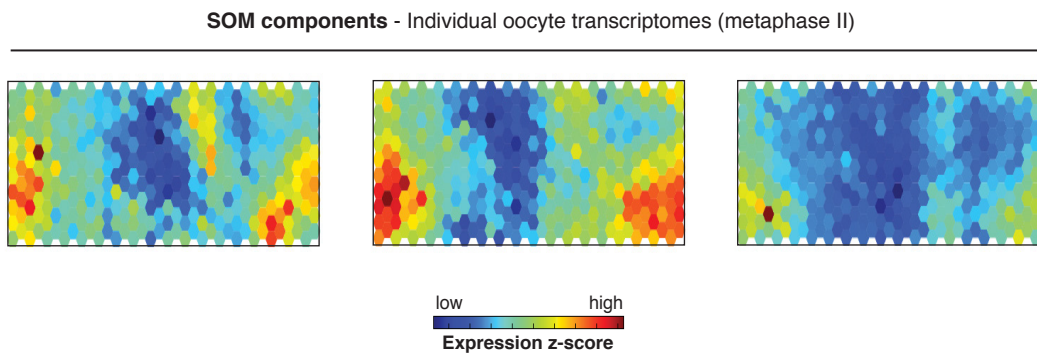 SOM components - Individual oocyte transcriptomes (metaphase II)
low high
Expression z-score